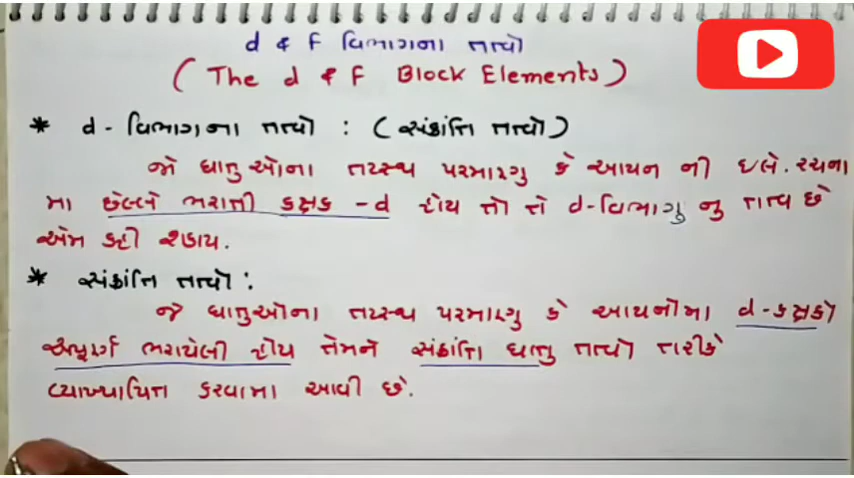 d & F વિભાગના તત્વો
( The d & F Block Elements )
* d - વિભાગના તત્વો : ( સંક્રાંતિ તત્વો )
જો ધાતુઓના તટસ્થ પરમાણુ કે આયન ની ઇલે. રચના
મા છેલ્લે ભરાતી કક્ષક -d હોય તો તે d-વિભાગુ નુ તત્વ છે
એમ કહી શકાય.
* સંક્રાંતિ તત્વો :
જે ધાતુઓના તટસ્થ પરમાણુ કે આયનોમા d-કક્ષકો
અપૂર્ણ ભરાયેલી હોય તેમને સંક્રાંતિ ધાતુ તત્વો તરીકે
વ્યાખ્યાયિત કરવામા આવી છે.